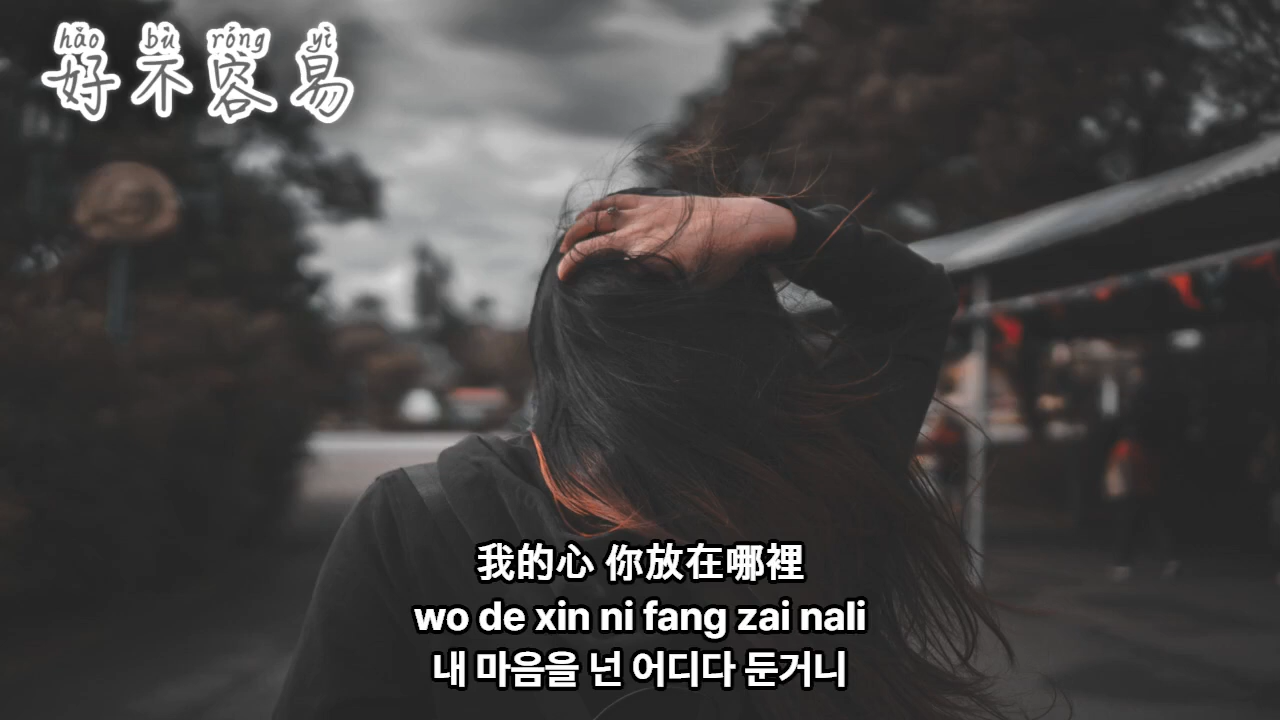 hǎo bù róng yì
好不容易
我的心 你放在哪裡
wo de xin ni fang zai nali
내 마음을 넌 어디다 둔거니